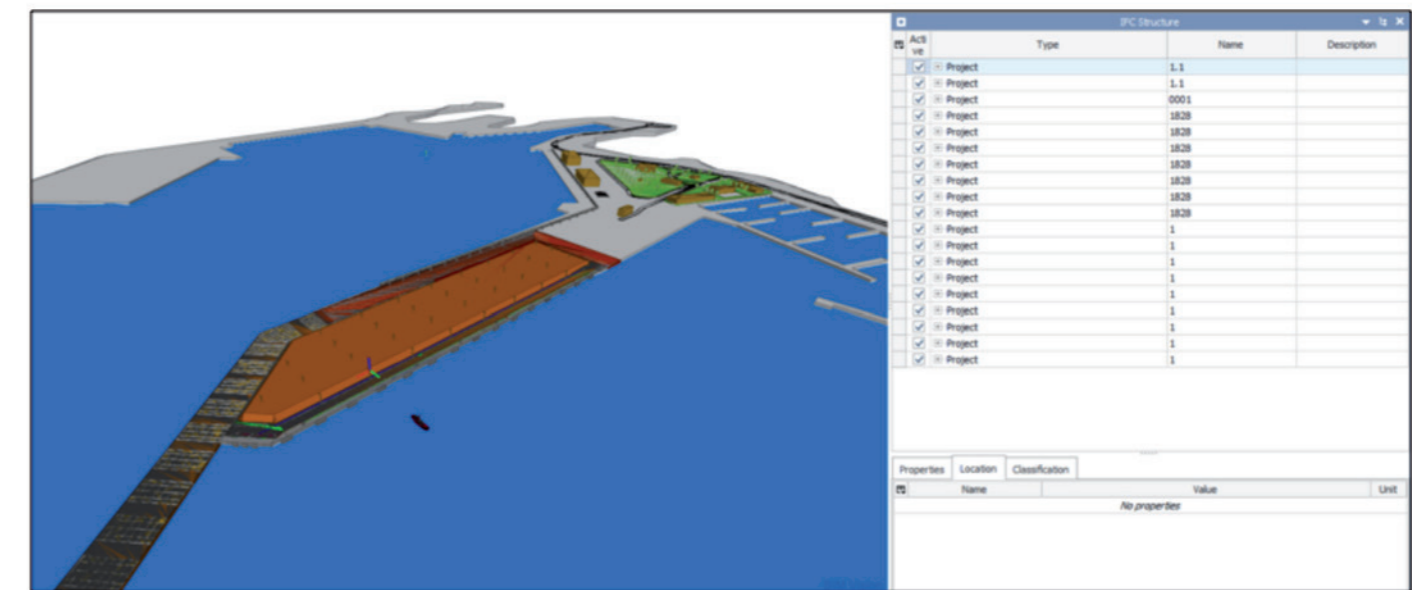 IFC Structure
Acti
ve
Type
Name
Description
Project 1.1
Project 1.1
Project 0001
Project 1828
Project 1828
Project 1828
Project 1828
Project 1828
Project 1828
Project 1828
Project 1
Project 1
Project 1
Project 1
Project 1
Project 1
Project 1
Project 1
Project 1
Properties Location Classification
Name Value Unit
No properties